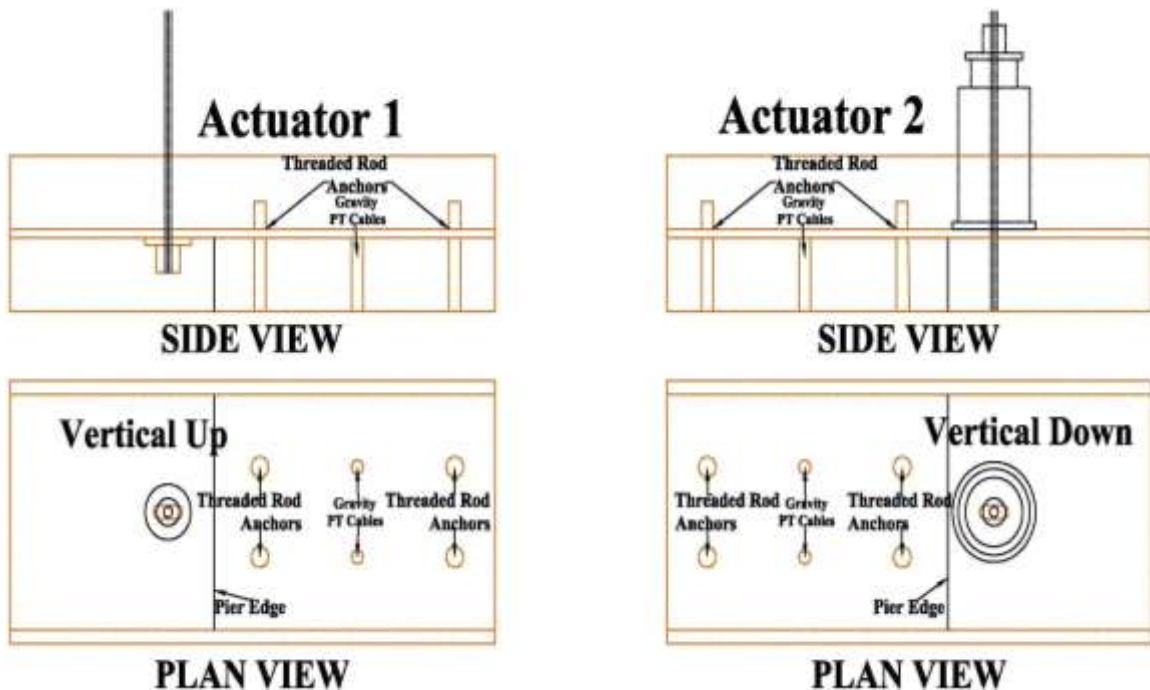 Actuator 1
Threaded Rod
Anchors
Gravity
PT Cables
SIDE VIEW
Actuator 2
Threaded Rod
Anchors
Gravity
PT Cables
SIDE VIEW
Vertical Up
Threaded Rod
Anchors
Gravity
PT Cables
Threaded Rod
Anchors
Pier Edge
PLAN VIEW
Vertical Down
Threaded Rod
Anchors
Gravity
PT Cables
Threaded Rod
Anchors
Pier Edge
PLAN VIEW